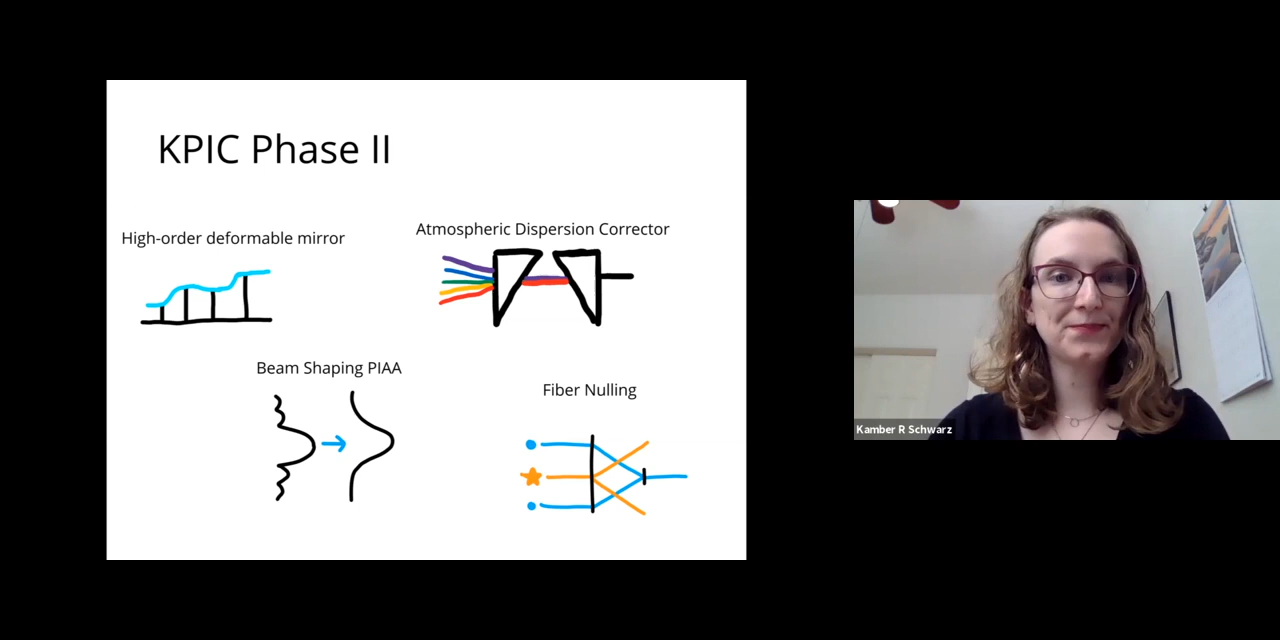 KPIC Phase II
High-order deformable mirror
Atmospheric Dispersion Corrector
Beam Shaping PIAA
Fiber Nulling
Kamber R Schwarz